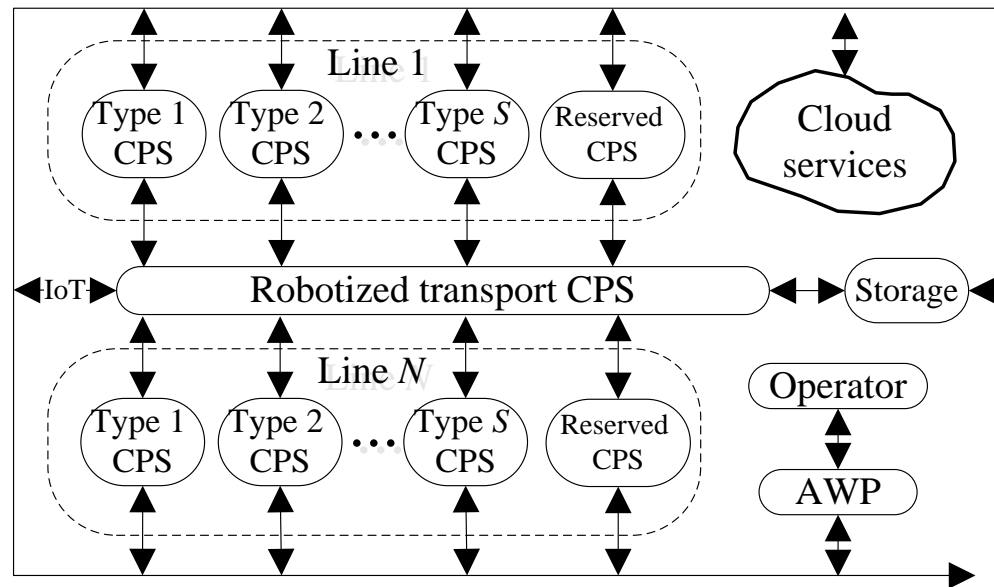 Line 1
Type 1
CPS
Type 2
CPS
...
Type S
CPS
Reserved
CPS
Cloud
services
IoT
Robotized transport CPS
Storage
Line N
Type 1
CPS
Type 2
CPS
...
Type S
CPS
Reserved
CPS
Operator
AWP